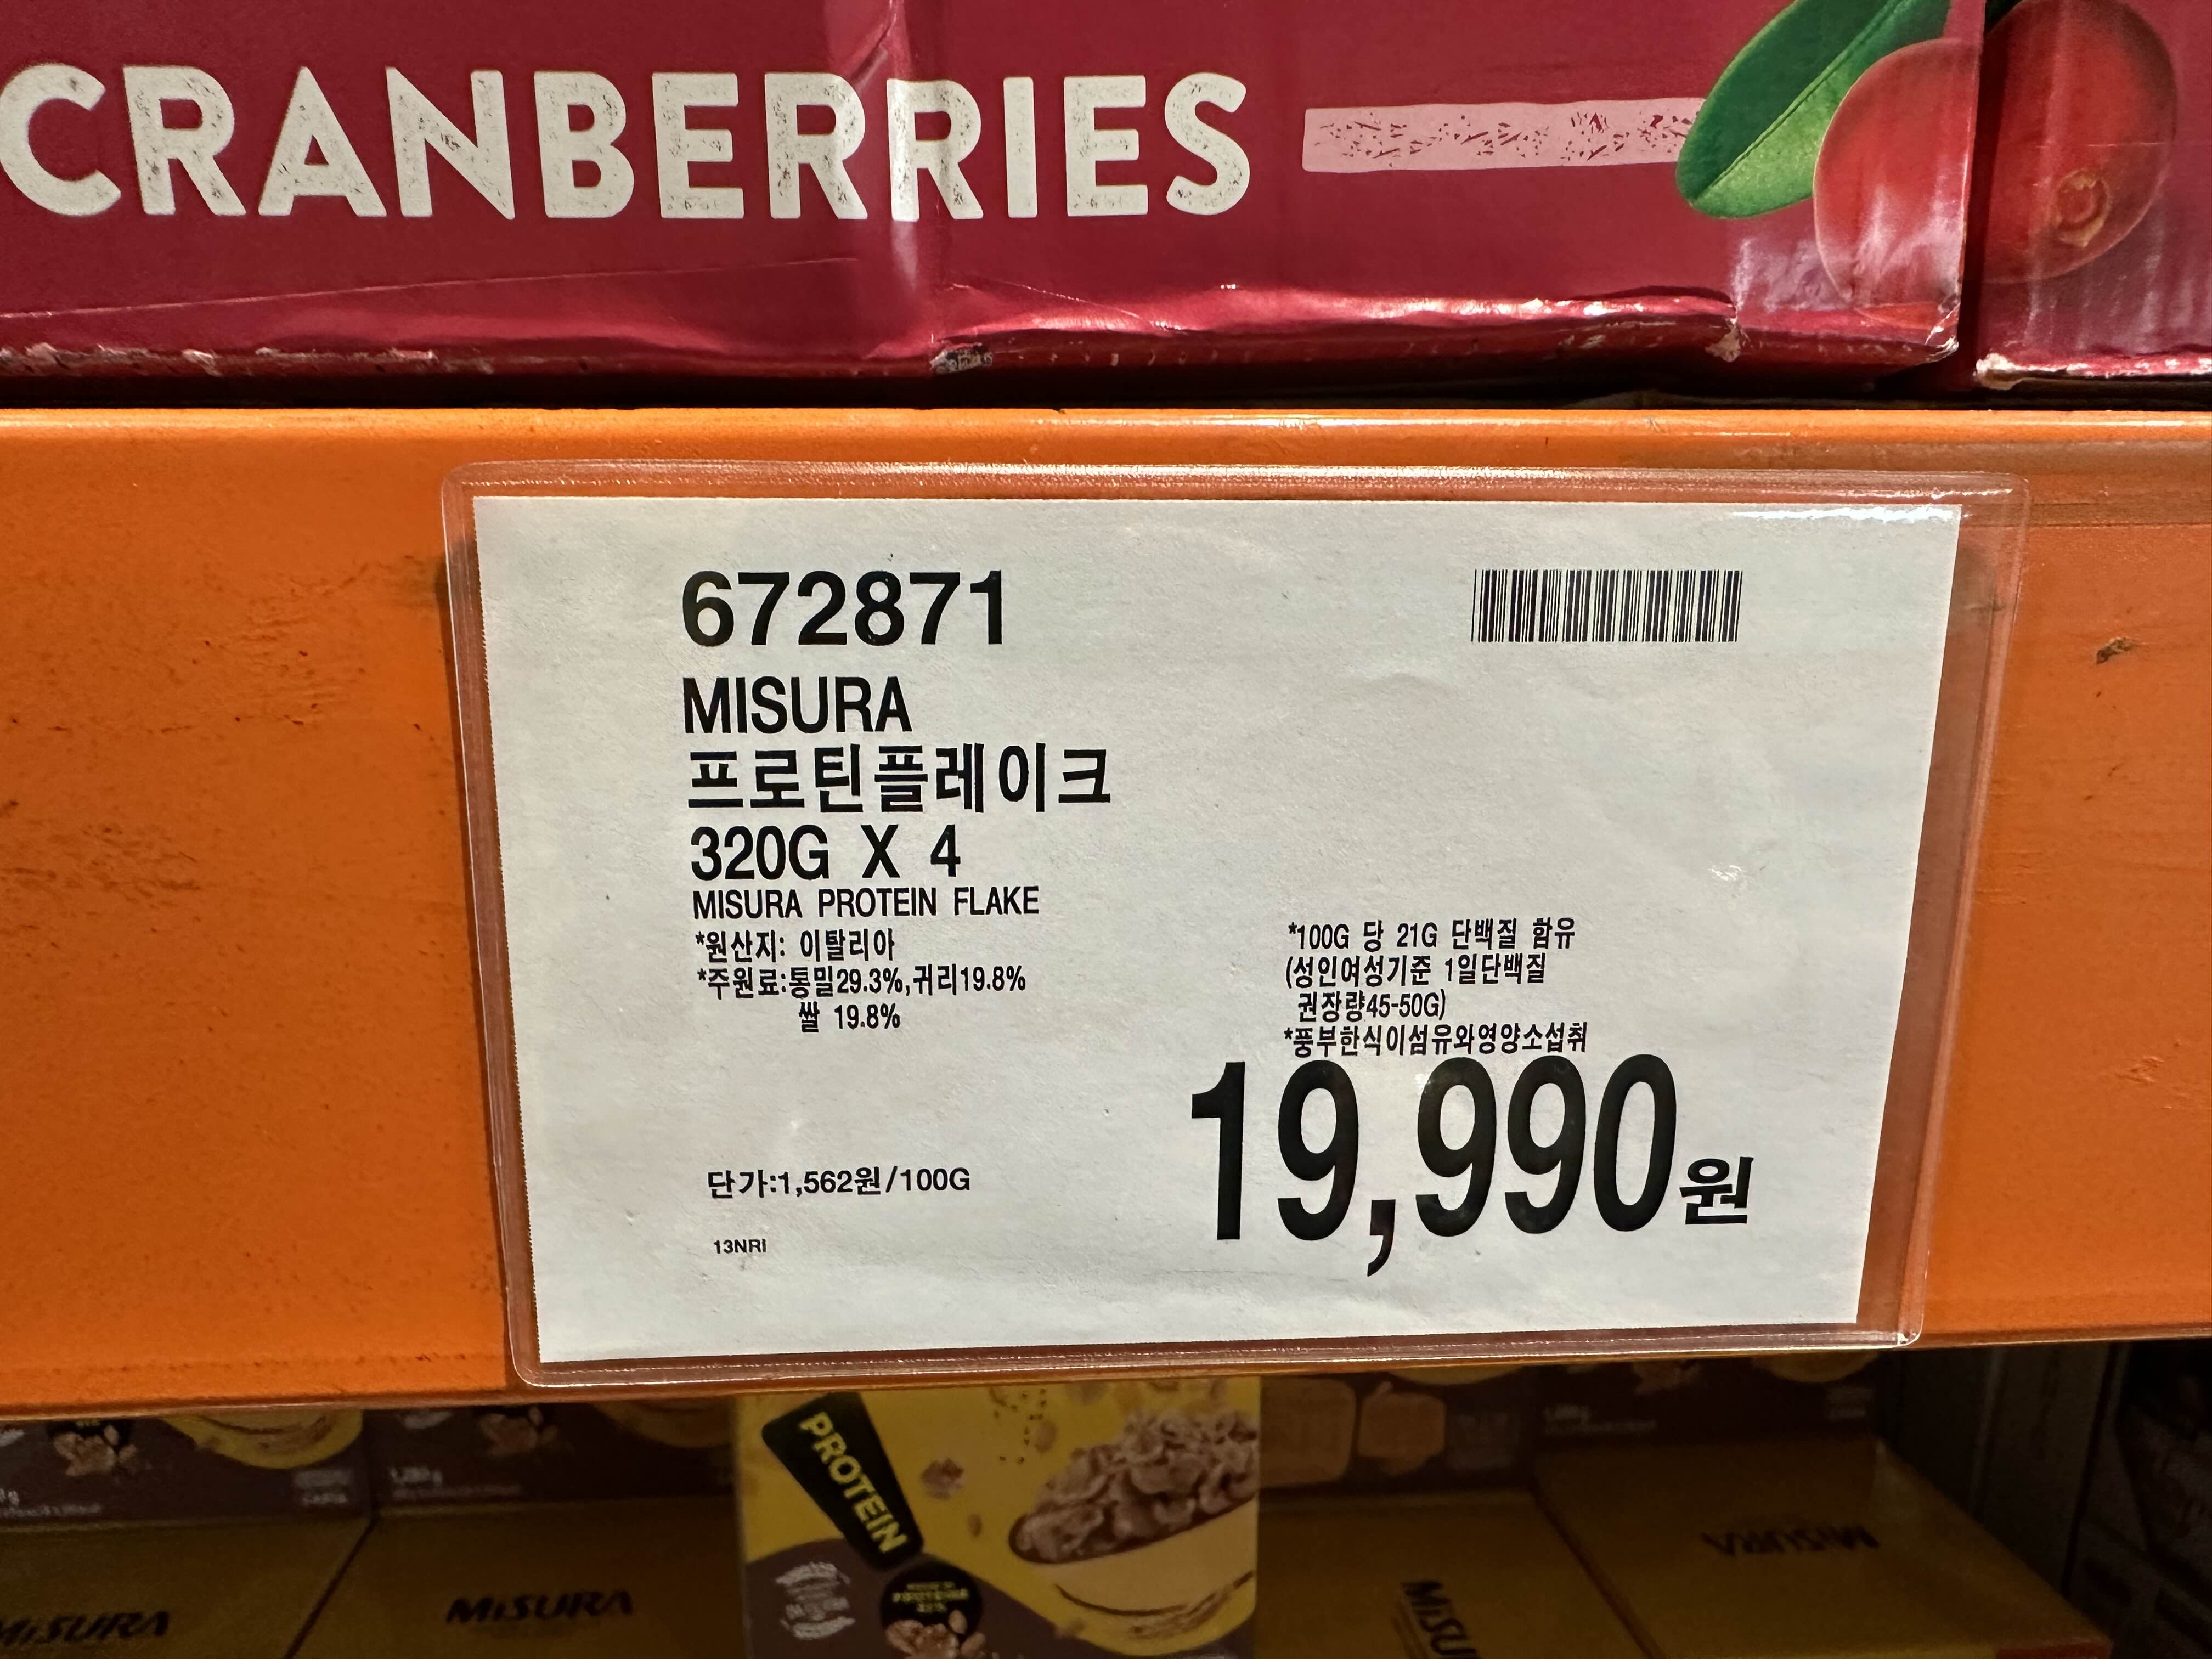 CRANBERRIES
672871
MISURA
프로틴플레이크
320G X 4
MISURA PROTEIN FLAKE
*원산지: 이탈리아
*주원료:통밀29.3%,귀리19.8%
쌀 19.8%
*100G 당 21G 단백질 함유
(성인여성기준 1일단백질
권장량45-50G)
*풍부한식이섬유와영양소섭취
19,990원
단가:1,562원/100G
13NRI
PROTEIN
MISURA
MISURA
MISU
MISURA